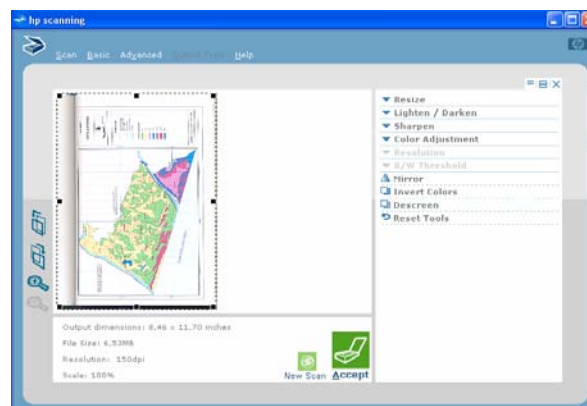 hp scanning
Scan Basic Advanced Output Type Help
Resize
Lighten / Darken
Sharpen
Color Adjustment
Resolution
B/W Threshold
Mirror
Invert Colors
Descreen
Reset Tools
Output dimensions: 8.46 x 11.70 inches
File Size: 6.53MB
Resolution: 150dpi
Scale: 100%
New Scan Accept